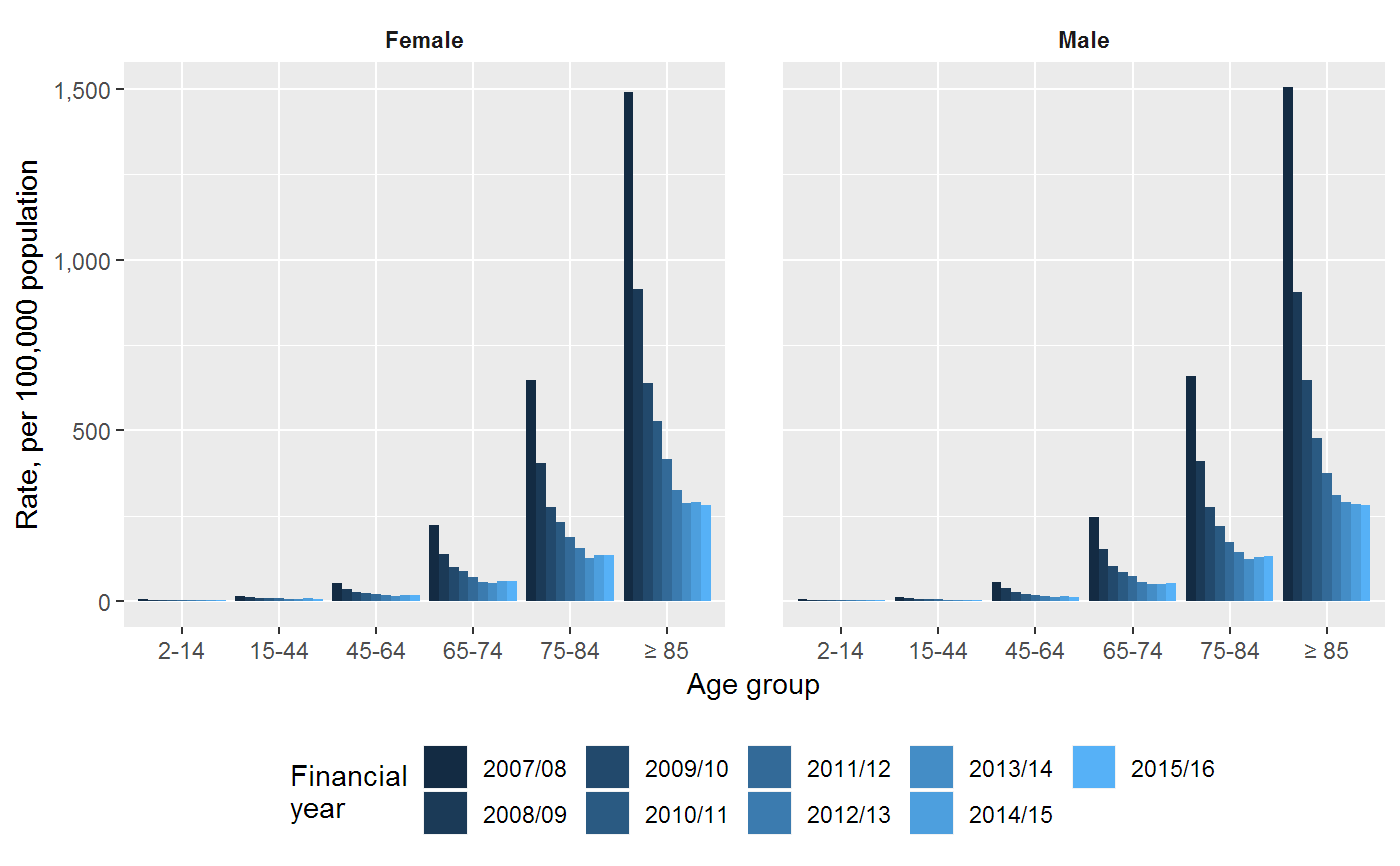 Female
Male
Rate, per 100,000 population
1,500
1,000
500
0
2-14 15-44 45-64 65-74 75-84 ≥ 85
2-14 15-44 45-64 65-74 75-84 ≥ 85
Age group
Financial
year
2007/08 2009/10 2011/12 2013/14 2015/16
2008/09 2010/11 2012/13 2014/15